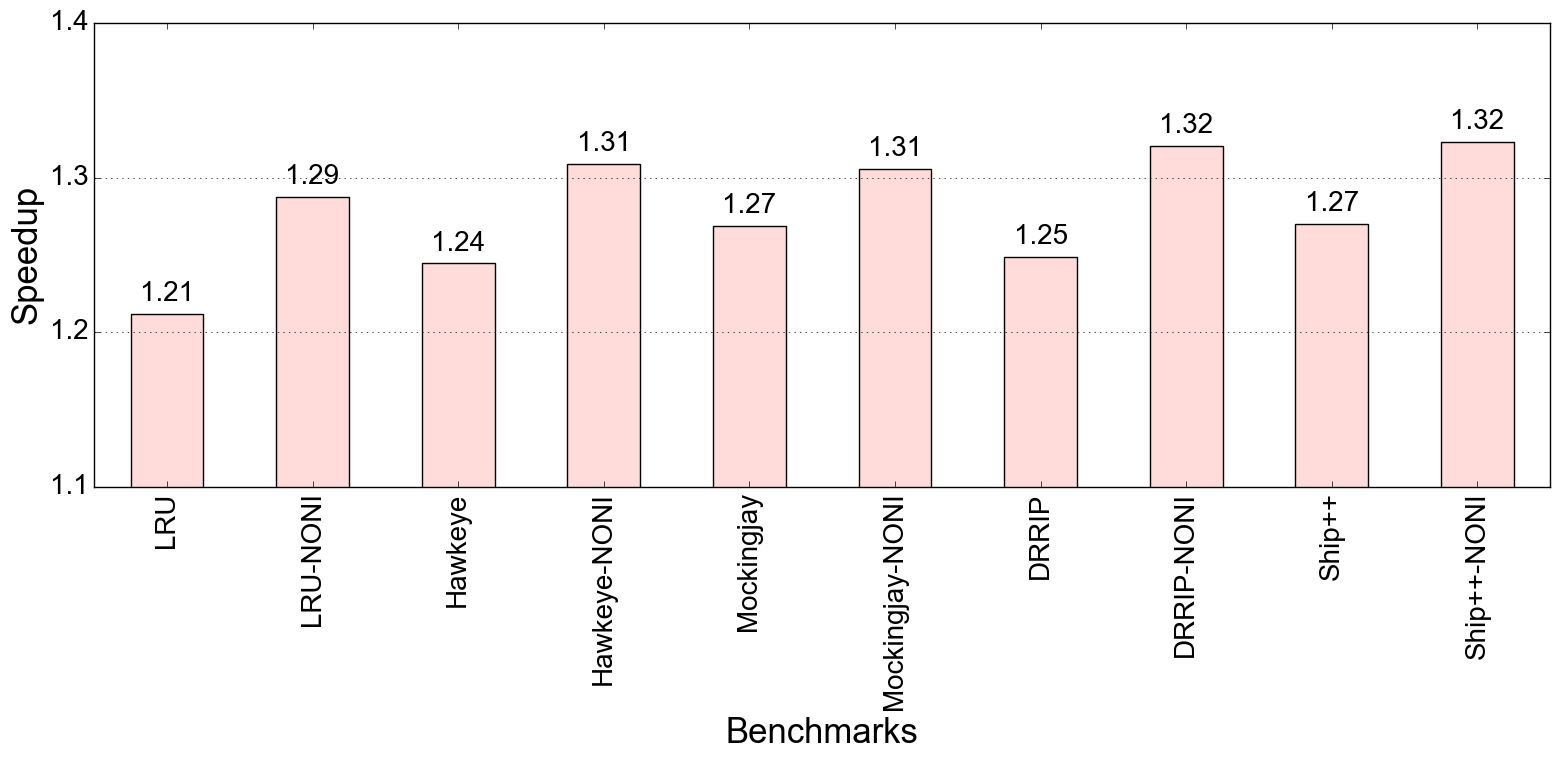 1.4
1.3
1.2
1.1
Speedup
1.21
1.29
1.24
1.31
1.27
1.31
1.25
1.32
1.27
1.32
LRU
LRU-NONI
Hawkeye
Hawkeye-NONI
Mockingjay
Mockingjay-NONI
DRRIP
DRRIP-NONI
Ship++
Ship++-NONI
Benchmarks